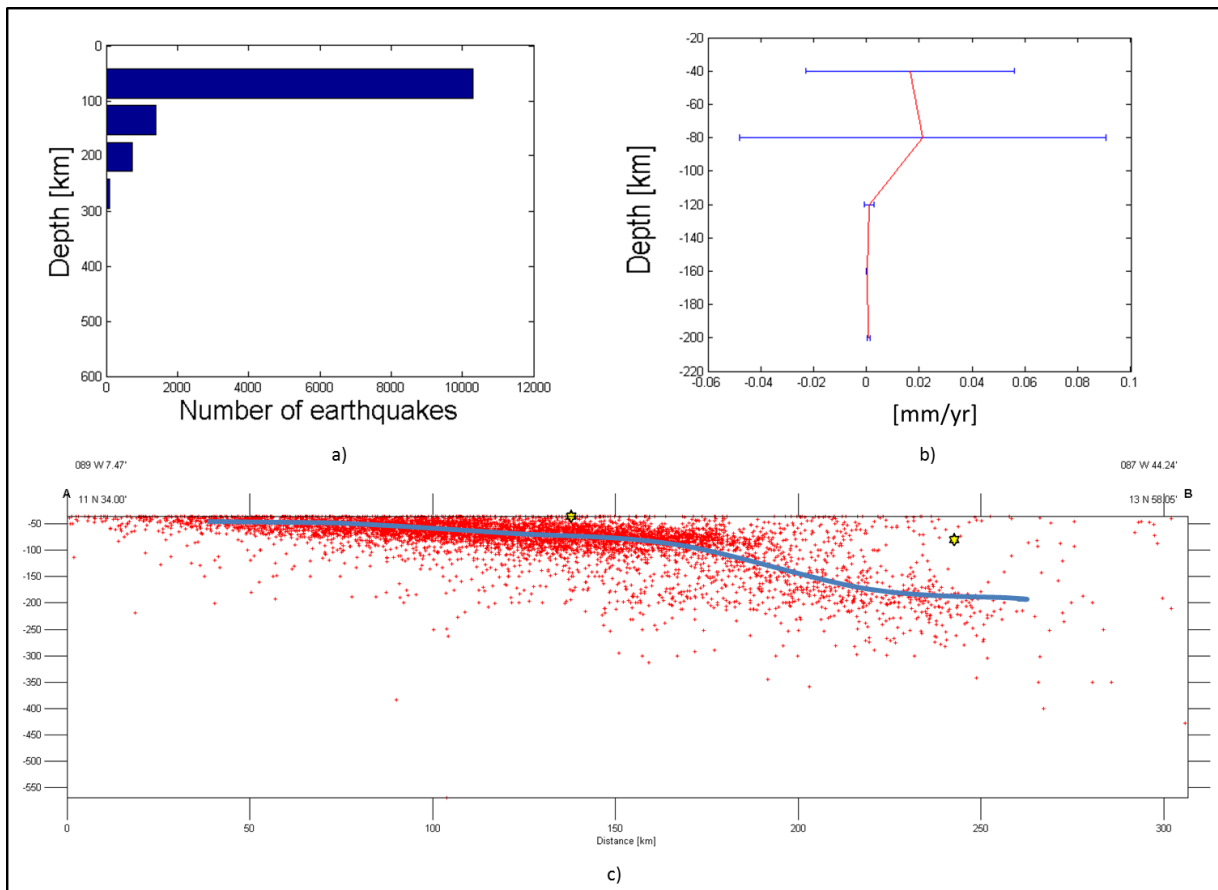 0
100
200
300
400
500
600
Depth [km]
0 2000 4000 6000 8000 10000 12000
Number of earthquakes
a)
-20
-40
-60
-80
-100
-120
-140
-160
-180
-200
-220
Depth [km]
-0.06 -0.04 -0.02 0 0.02 0.04 0.06 0.08 0.1
[mm/yr]
b)
089 W 7.47'
087 W 44.24'
A
11 N 34.00'
13 N 58.05'
B
-50
-100
-150
-200
-250
-300
-350
-400
-450
-500
-550
0 50 100 150 200 250 300
Distance [km]
c)